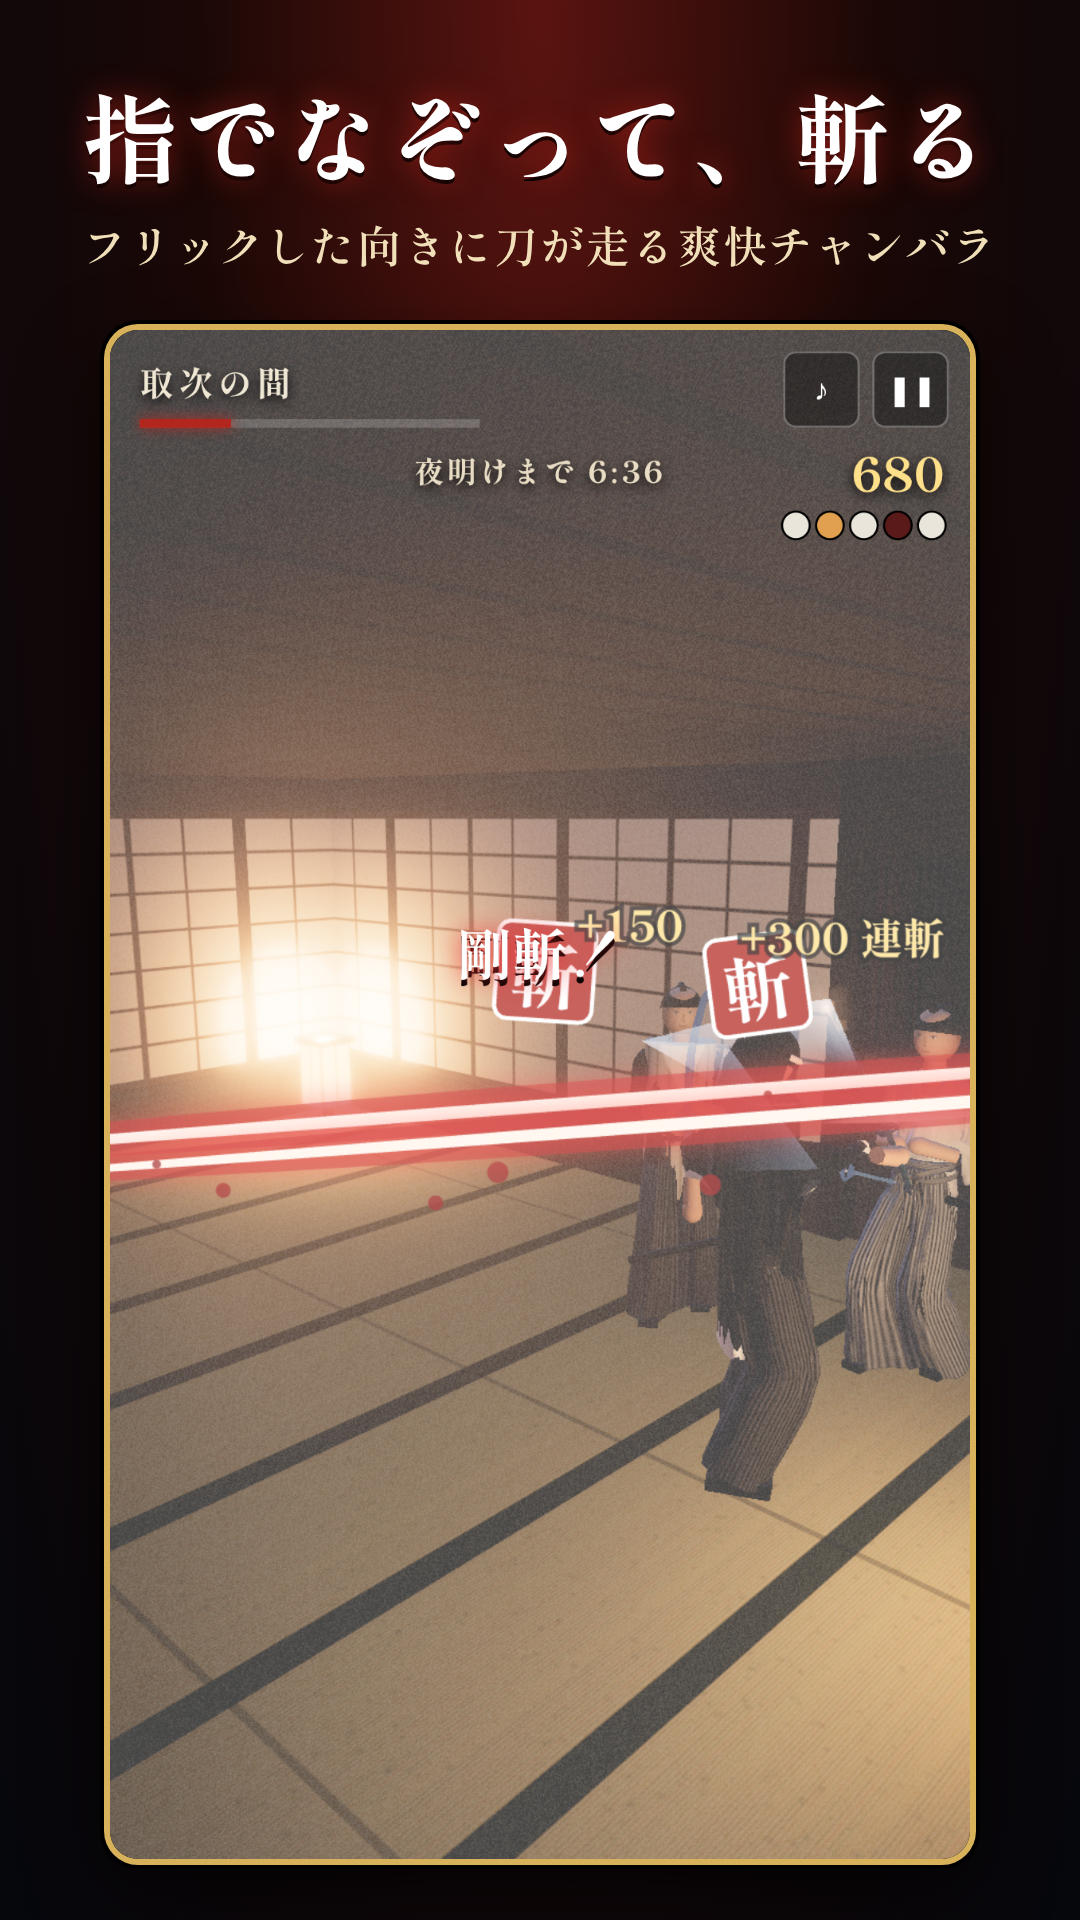 指でなぞって、斬る
フリックした向きに刀が走る爽快チャンバラ
取次の間
♪
夜明けまで 6:36
680
+150
剛斬！
斬
+300 連斬
斬